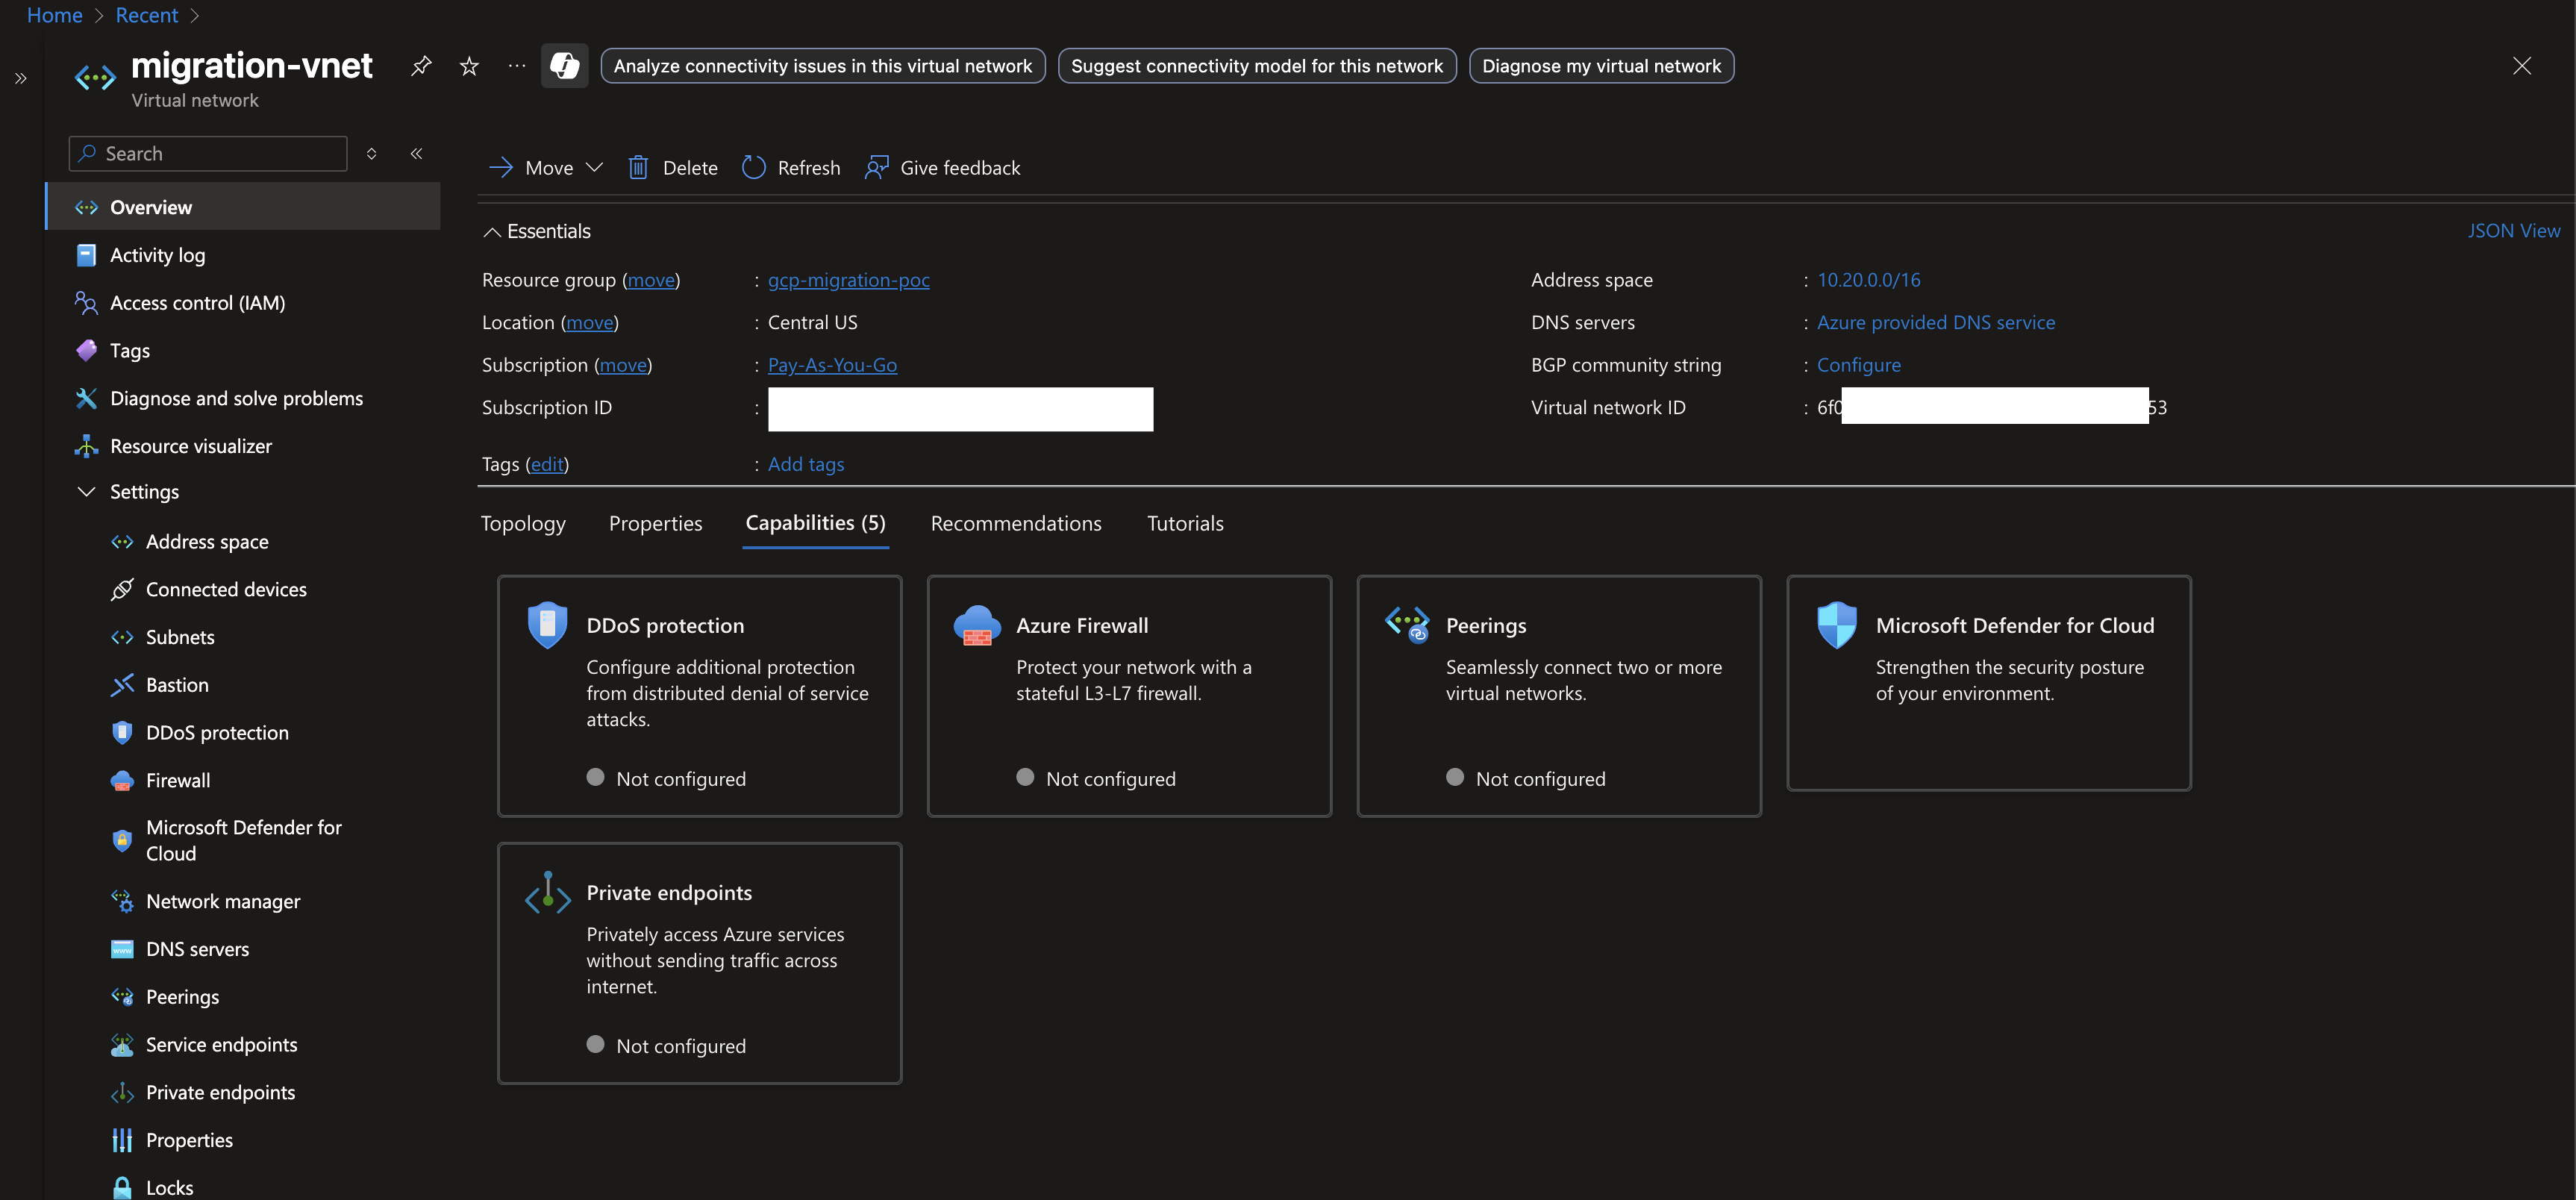 Home > Recent >
migration-vnet
Virtual network
Analyze connectivity issues in this virtual network
Suggest connectivity model for this network
Diagnose my virtual network
Search
Overview
Activity log
Access control (IAM)
Tags
Diagnose and solve problems
Resource visualizer
Settings
Address space
Connected devices
Subnets
Bastion
DDoS protection
Firewall
Microsoft Defender for
Cloud
Network manager
DNS servers
Peerings
Service endpoints
Private endpoints
Properties
Locks
Move
Delete
Refresh
Give feedback
Essentials
JSON View
Resource group (move) : gcp-migration-poc
Location (move) : Central US
Subscription (move) : Pay-As-You-Go
Subscription ID :
Tags (edit) : Add tags
Address space : 10.20.0.0/16
DNS servers : Azure provided DNS service
BGP community string : Configure
Virtual network ID : 6f0 53
Topology
Properties
Capabilities (5)
Recommendations
Tutorials
DDoS protection
Configure additional protection
from distributed denial of service
attacks.
Not configured
Azure Firewall
Protect your network with a
stateful L3-L7 firewall.
Not configured
Peerings
Seamlessly connect two or more
virtual networks.
Not configured
Microsoft Defender for Cloud
Strengthen the security posture
of your environment.
Private endpoints
Privately access Azure services
without sending traffic across
internet.
Not configured